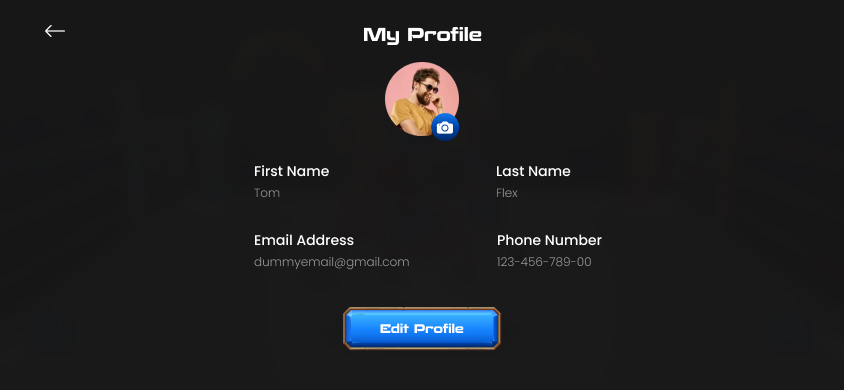 My Profile
First Name
Last Name
Tom
Flex
Email Address
Phone Number
dummyemail@gmail.com
123-456-789-00
Edit Profile